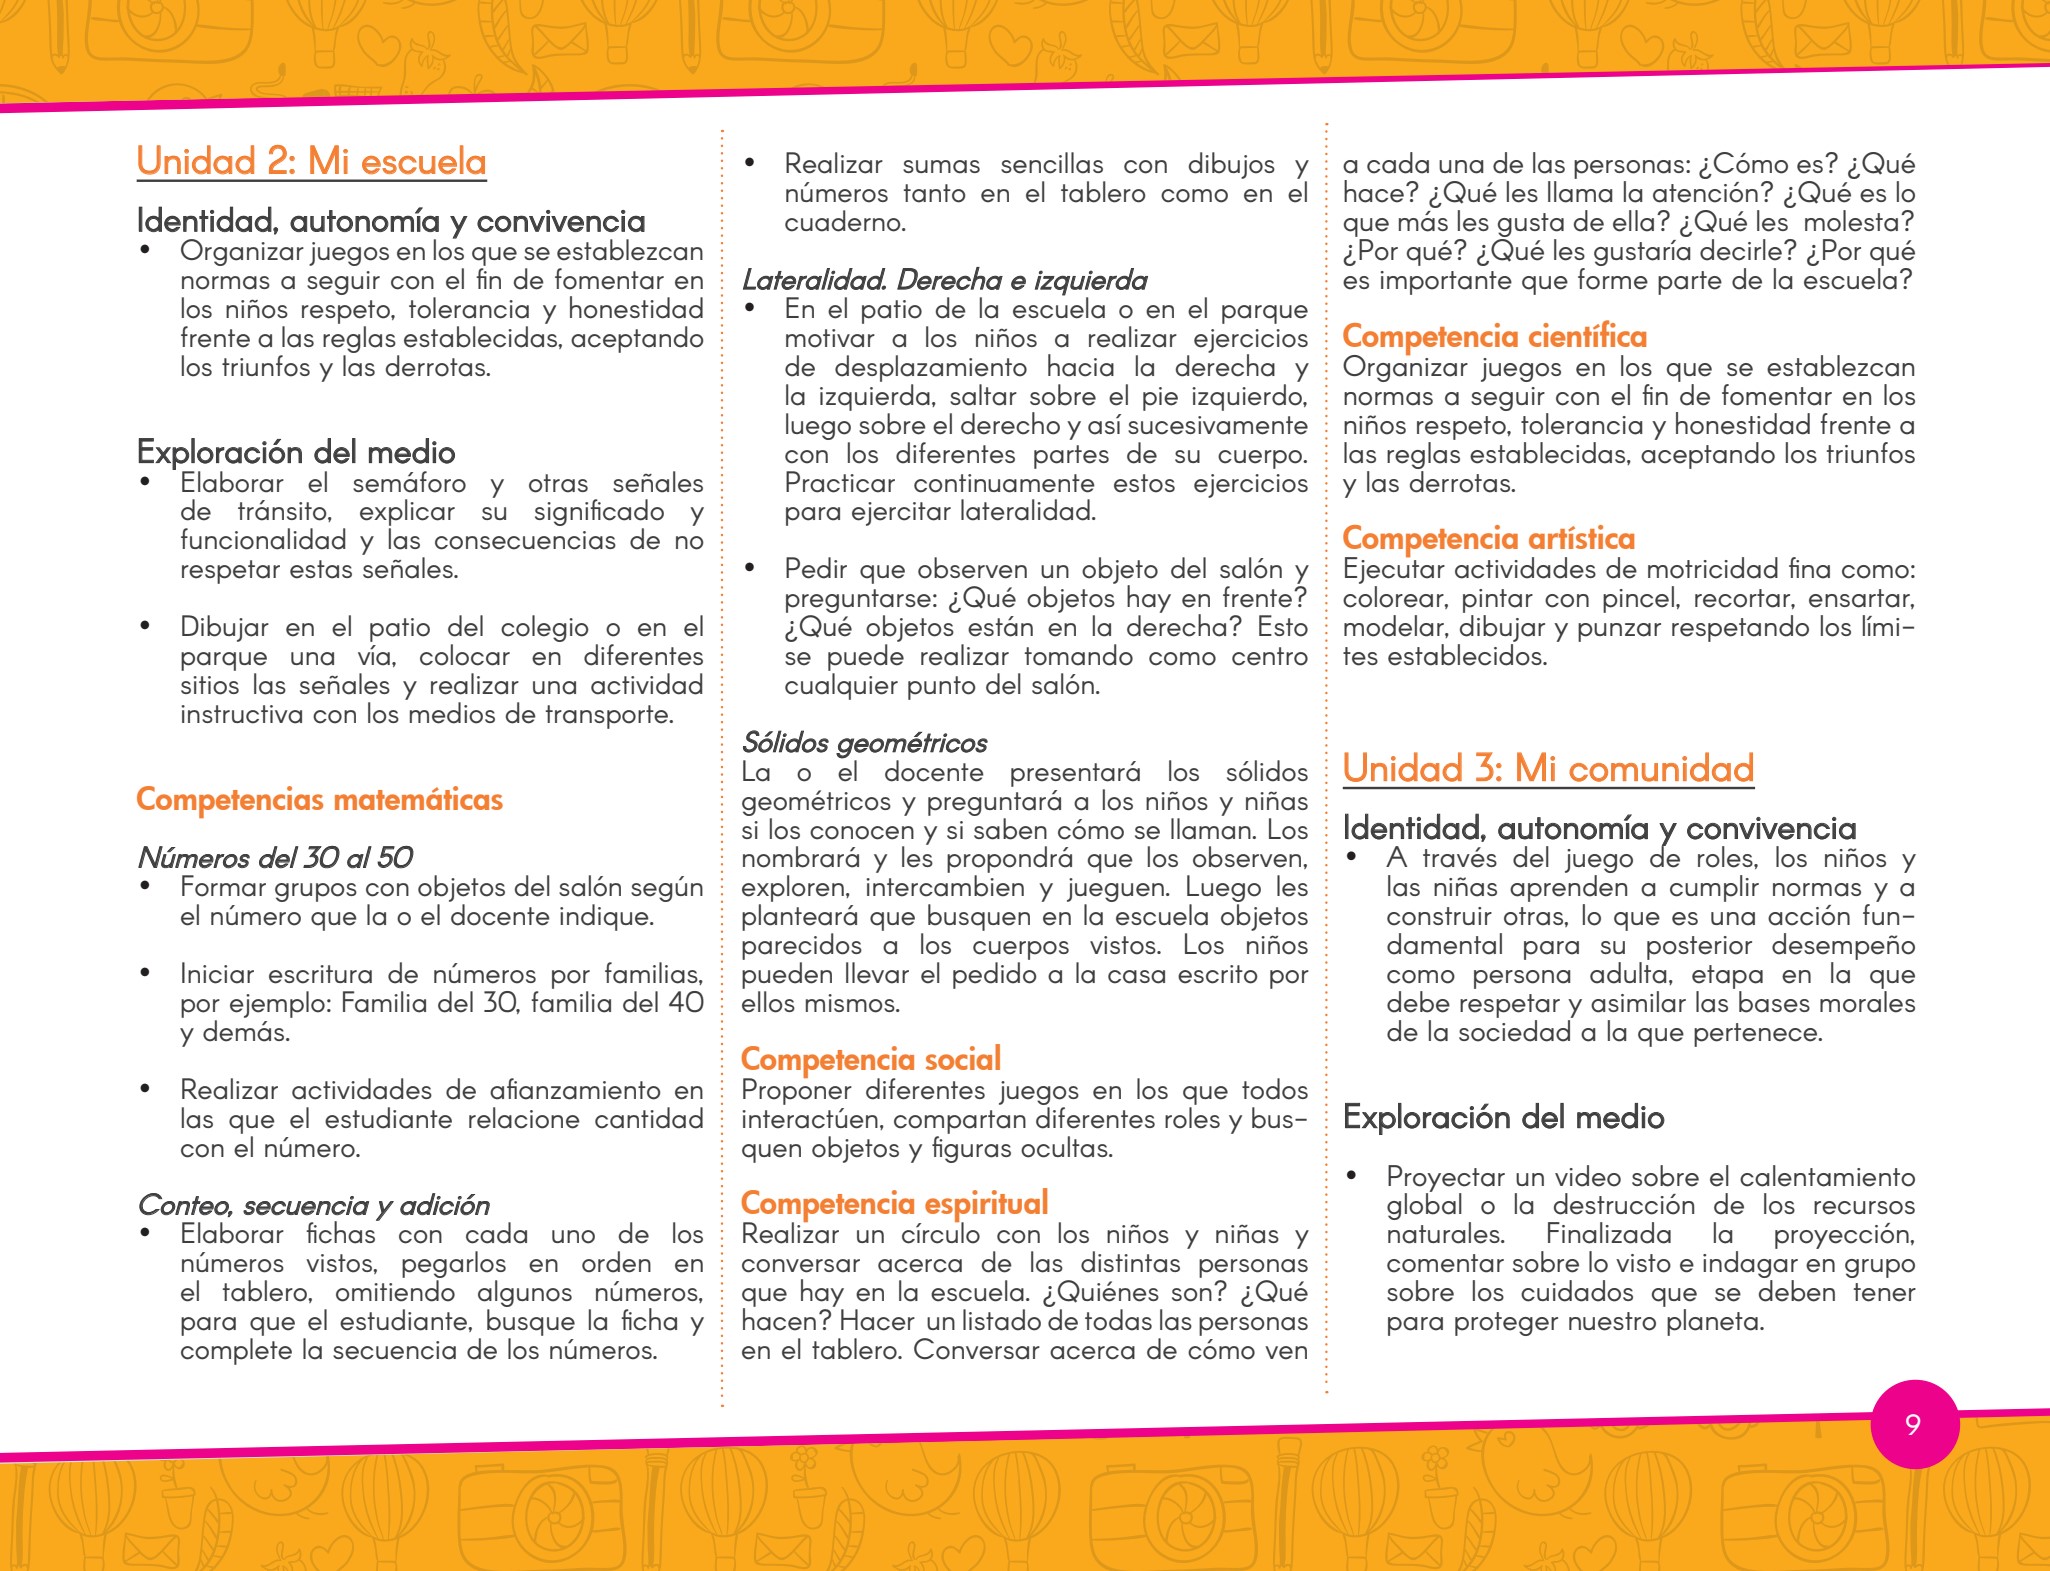 Unidad 2: Mi escuela
Identidad, autonomía y convivencia
• Organizar juegos en los que se establezcan
normas a seguir con el fin de fomentar en
los niños respeto, tolerancia y honestidad
frente a las reglas establecidas, aceptando
los triunfos y las derrotas.
Exploración del medio
• Elaborar el semáforo y otras señales
de tránsito, explicar su significado y
funcionalidad y las consecuencias de no
respetar estas señales.
• Dibujar en el patio del colegio o en el
parque una vía, colocar en diferentes
sitios las señales y realizar una actividad
instructiva con los medios de transporte.
Competencias matemáticas
Números del 30 al 50
• Formar grupos con objetos del salón según
el número que la o el docente indique.
• Iniciar escritura de números por familias,
por ejemplo: Familia del 30, familia del 40
y demás.
• Realizar actividades de afianzamiento en
las que el estudiante relacione cantidad
con el número.
Conteo, secuencia y adición
• Elaborar fichas con cada uno de los
números vistos, pegarlos en orden en
el tablero, omitiendo algunos números,
para que el estudiante, busque la ficha y
complete la secuencia de los números.
• Realizar sumas sencillas con dibujos y
números tanto en el tablero como en el
cuaderno.
Lateralidad. Derecha e izquierda
• En el patio de la escuela o en el parque
motivar a los niños a realizar ejercicios
de desplazamiento hacia la derecha y
la izquierda, saltar sobre el pie izquierdo,
luego sobre el derecho y así sucesivamente
con los diferentes partes de su cuerpo.
Practicar continuamente estos ejercicios
para ejercitar lateralidad.
• Pedir que observen un objeto del salón y
preguntarse: ¿Qué objetos hay en frente?
¿Qué objetos están en la derecha? Esto
se puede realizar tomando como centro
cualquier punto del salón.
Sólidos geométricos
La o el docente presentará los sólidos
geométricos y preguntará a los niños y niñas
si los conocen y si saben cómo se llaman. Los
nombrará y les propondrá que los observen,
exploren, intercambien y jueguen. Luego les
planteará que busquen en la escuela objetos
parecidos a los cuerpos vistos. Los niños
pueden llevar el pedido a la casa escrito por
ellos mismos.
Competencia social
Proponer diferentes juegos en los que todos
interactúen, compartan diferentes roles y bus-
quen objetos y figuras ocultas.
Competencia espiritual
Realizar un círculo con los niños y niñas y
conversar acerca de las distintas personas
que hay en la escuela. ¿Quiénes son? ¿Qué
hacen? Hacer un listado de todas las personas
en el tablero. Conversar acerca de cómo ven
a cada una de las personas: ¿Cómo es? ¿Qué
hace? ¿Qué les llama la atención? ¿Qué es lo
que más les gusta de ella? ¿Qué les molesta?
¿Por qué? ¿Qué les gustaría decirle? ¿Por qué
es importante que forme parte de la escuela?
Competencia científica
Organizar juegos en los que se establezcan
normas a seguir con el fin de fomentar en los
niños respeto, tolerancia y honestidad frente a
las reglas establecidas, aceptando los triunfos
y las derrotas.
Competencia artística
Ejecutar actividades de motricidad fina como:
colorear, pintar con pincel, recortar, ensartar,
modelar, dibujar y punzar respetando los lími-
tes establecidos.
Unidad 3: Mi comunidad
Identidad, autonomía y convivencia
• A través del juego de roles, los niños y
las niñas aprenden a cumplir normas y a
construir otras, lo que es una acción fun-
damental para su posterior desempeño
como persona adulta, etapa en la que
debe respetar y asimilar las bases morales
de la sociedad a la que pertenece.
Exploración del medio
• Proyectar un video sobre el calentamiento
global o la destrucción de los recursos
naturales. Finalizada la proyección,
comentar sobre lo visto e indagar en grupo
sobre los cuidados que se deben tener
para proteger nuestro planeta.
9